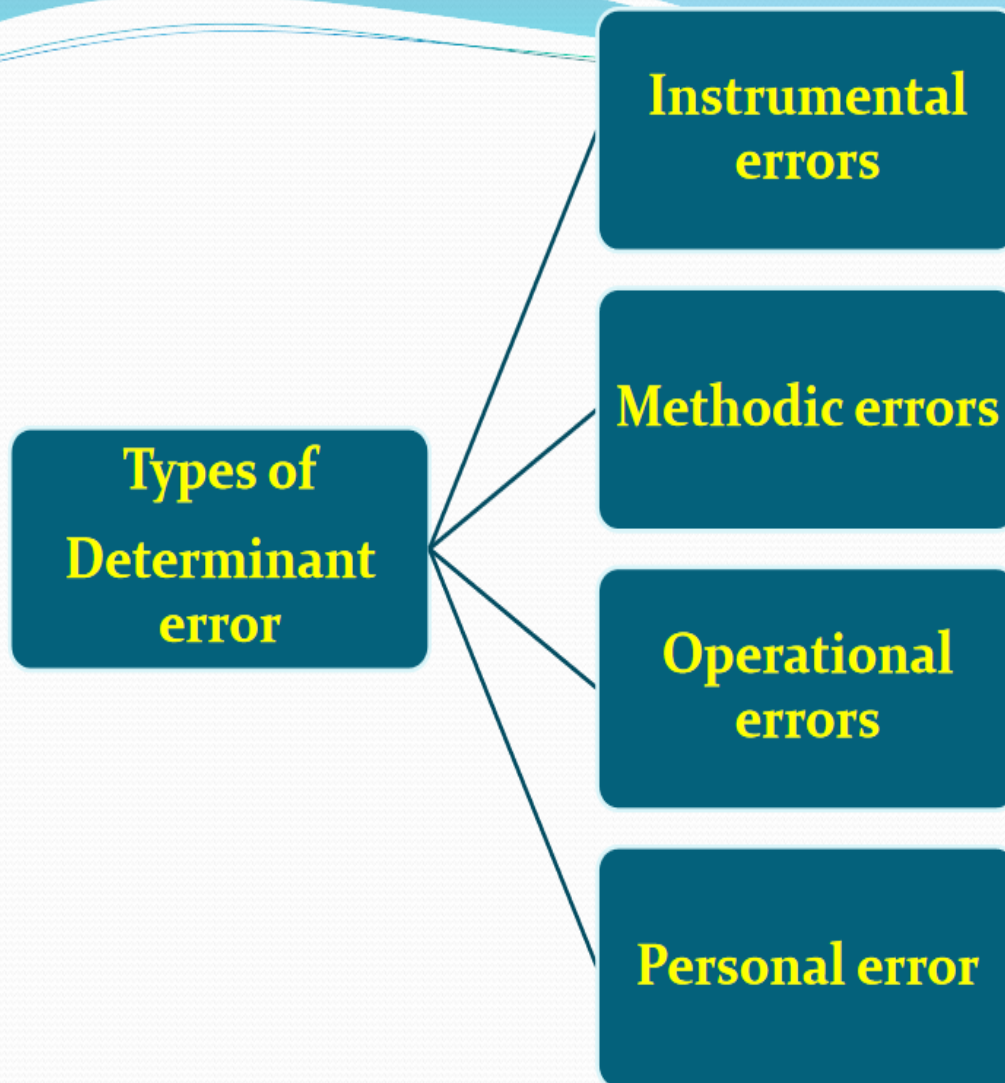 Types of
Determinant
error
Instrumental
errors
Methodic errors
Operational
errors
Personal error